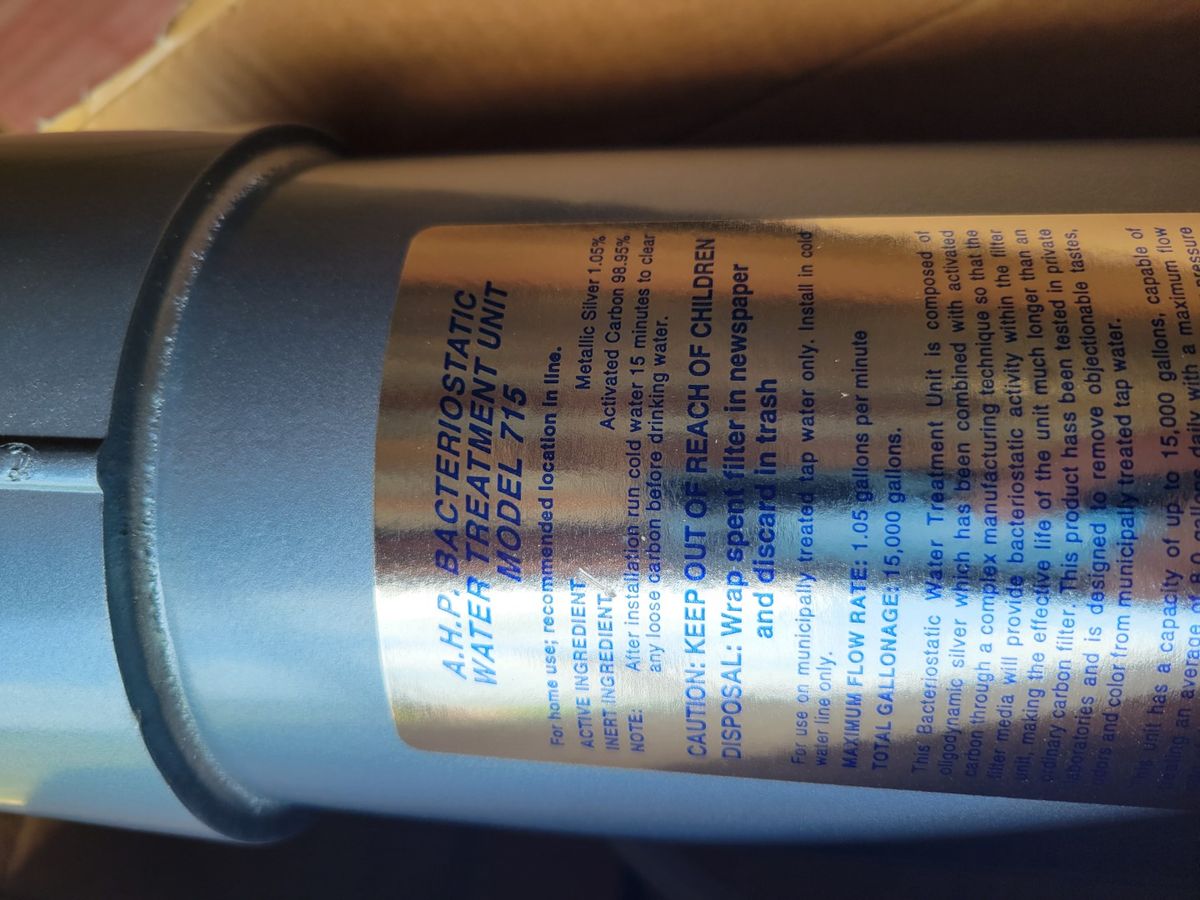 A.H.P. BACTERIOSTATIC
WATER TREATMENT UNIT
MODEL 715
For home use; recommended location in line.
ACTIVE INGREDIENT Metallic Silver 1.05%
INERT INGREDIENT Activated Carbon 98.95%
NOTE: After installation run cold water 15 minutes to clear
any loose carbon before drinking water.
CAUTION: KEEP OUT OF REACH OF CHILDREN
DISPOSAL: Wrap spent filter in newspaper
and discard in trash
For use on municipally treated tap water only. Install in cold
water line only.
MAXIMUM FLOW RATE: 1.05 gallons per minute
TOTAL GALLONAGE: 15,000 gallons.
This Bacteriostatic Water Treatment Unit is composed of
oligodynamic silver which has been combined with activated
carbon through a complex manufacturing technique so that the
filter media will provide bacteriostatic activity within the filter
unit, making the effective life of the unit much longer than an
ordinary carbon filter. This product hass been tested in private
laboratories and is designed to remove objectionable tastes,
odors and color from municipally treated tap water.
This unit has a capacity of up to 15,000 gallons, capable of
an average daily with a maximum flow